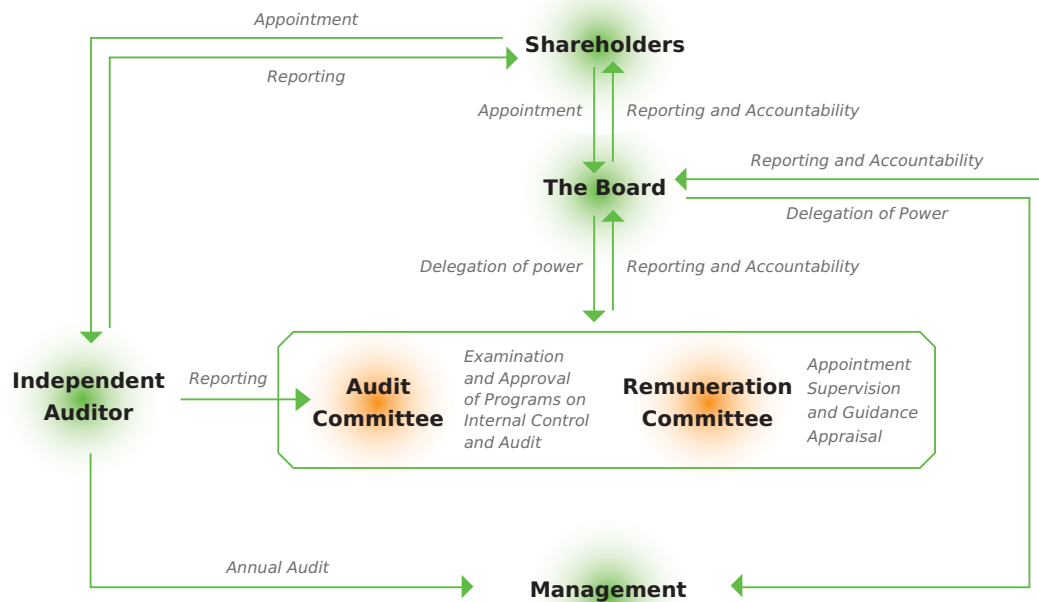 Appointment
Shareholders
Reporting
Appointment
Reporting and Accountability
Reporting and Accountability
The Board
Delegation of Power
Delegation of power
Reporting and Accountability
Independent
Auditor
Reporting
Audit
Committee
Examination
and Approval
of Programs on
Internal Control
and Audit
Remuneration
Committee
Appointment
Supervision
and Guidance
Appraisal
Annual Audit
Management